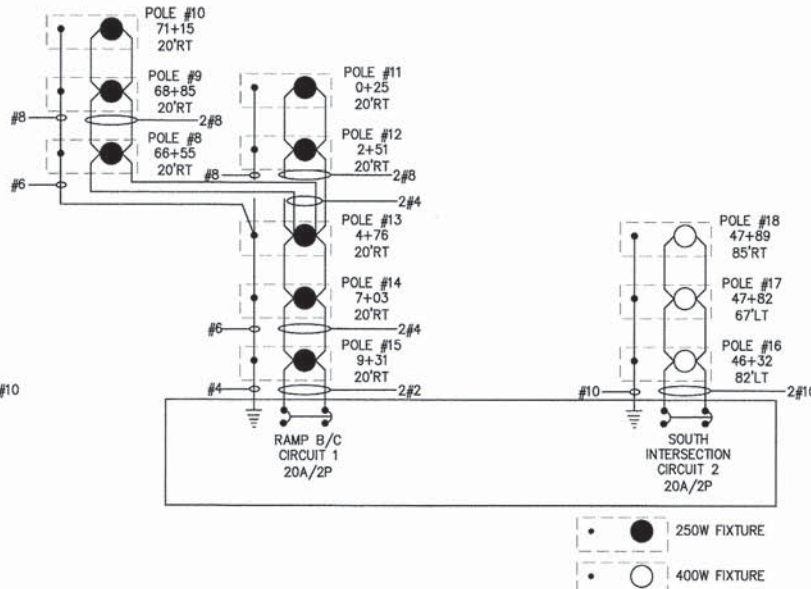 POLE #10
71+15
20'RT
POLE #9
68+85
20'RT
#8
2#8
POLE #8
66+55
20'RT
#6
POLE #11
0+25
20'RT
POLE #12
2+51
20'RT
#8
2#8
2#4
POLE #13
4+76
20'RT
POLE #14
7+03
20'RT
#6
2#4
POLE #15
9+31
20'RT
#4
2#2
RAMP B/C
CIRCUIT 1
20A/2P
POLE #18
47+89
85'RT
POLE #17
47+82
67'LT
POLE #16
46+32
82'LT
#10
2#10
SOUTH
INTERSECTION
CIRCUIT 2
20A/2P
#10
250W FIXTURE
400W FIXTURE